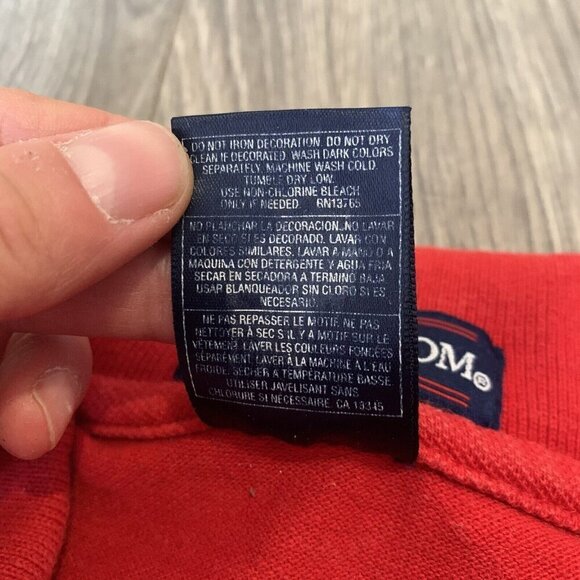 DO NOT IRON DECORATION. DO NOT DRY
CLEAN IF DECORATED. WASH DARK COLORS
SEPARATELY, MACHINE WASH COLD.
TUMBLE DRY LOW.
USE NON-CHLORINE BLEACH.
ONLY IF NEEDED. RN13765
NO PLANCHAR LA DECORACION. NO LAVAR
EN SECO SI ES DECORADO. LAVAR CON
COLORES SIMILARES. LAVAR A MANO O A
MAQUINA CON DETERGENTE Y AGUA FRIA
SECAR EN SECADORA A TERMINO BAJA.
USAR BLANQUEADOR SIN CLORO SI ES
NECESARIO.
NE PAS REPASSER LE MOTIF NE PAS
NETTOYER À SEC S'IL Y A MOTIF SUR
TISSU. LAVER LES COULEURS FONCÉES
SÉPARÉMENT. LAVER À LA MACHINE À L'EAU
FROIDE. SÉCHER À TEMPÉRATURE BASSE
UTILISER JAVELISANT SANS
CHLORURE SI NÉCESSAIRE. CA 13345
OM®